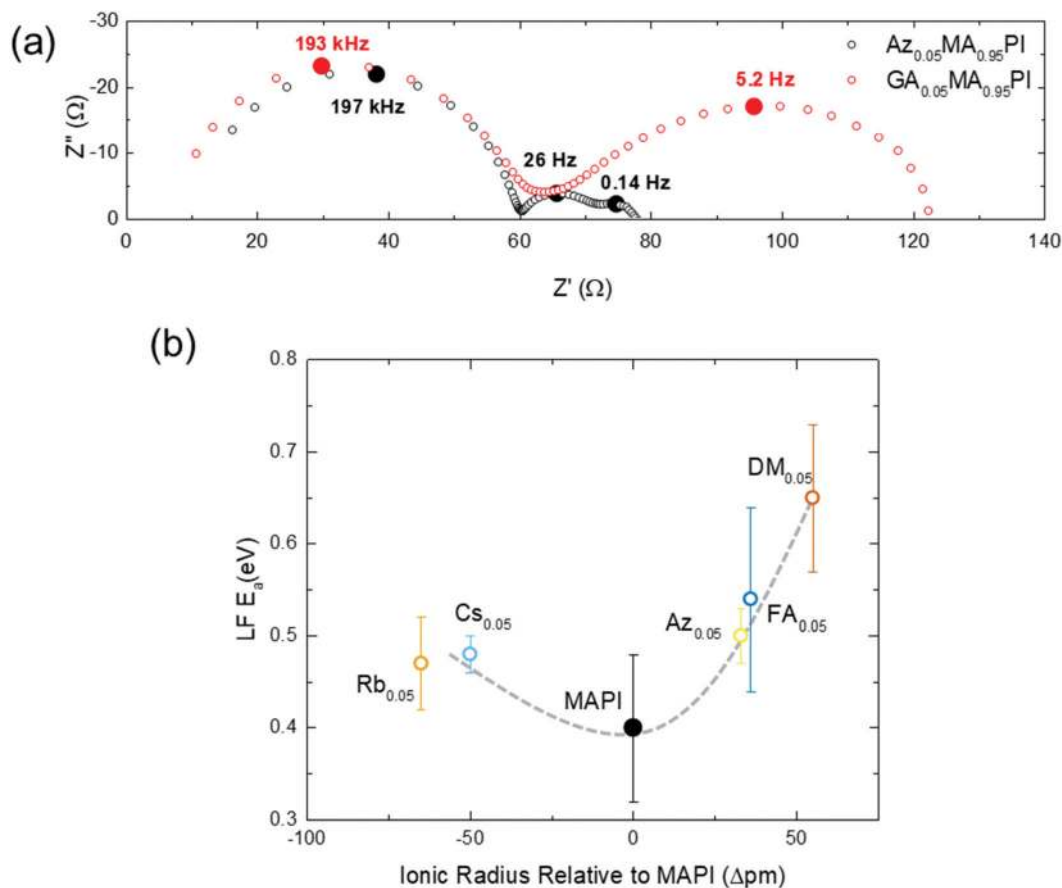 (a)
-30
-20
-10
0
Z" (Ω)
193 kHz
197 kHz
26 Hz
0.14 Hz
5.2 Hz
Az0.05MA0.95PI
GA0.05MA0.95PI
0 20 40 60 80 100 120 140
Z' (Ω)
(b)
0.8
0.7
0.6
0.5
0.4
0.3
LF Ea(eV)
DM0.05
Cs0.05
Az0.05
FA0.05
Rb0.05
MAPI
-100 -50 0 50
Ionic Radius Relative to MAPI (Δpm)